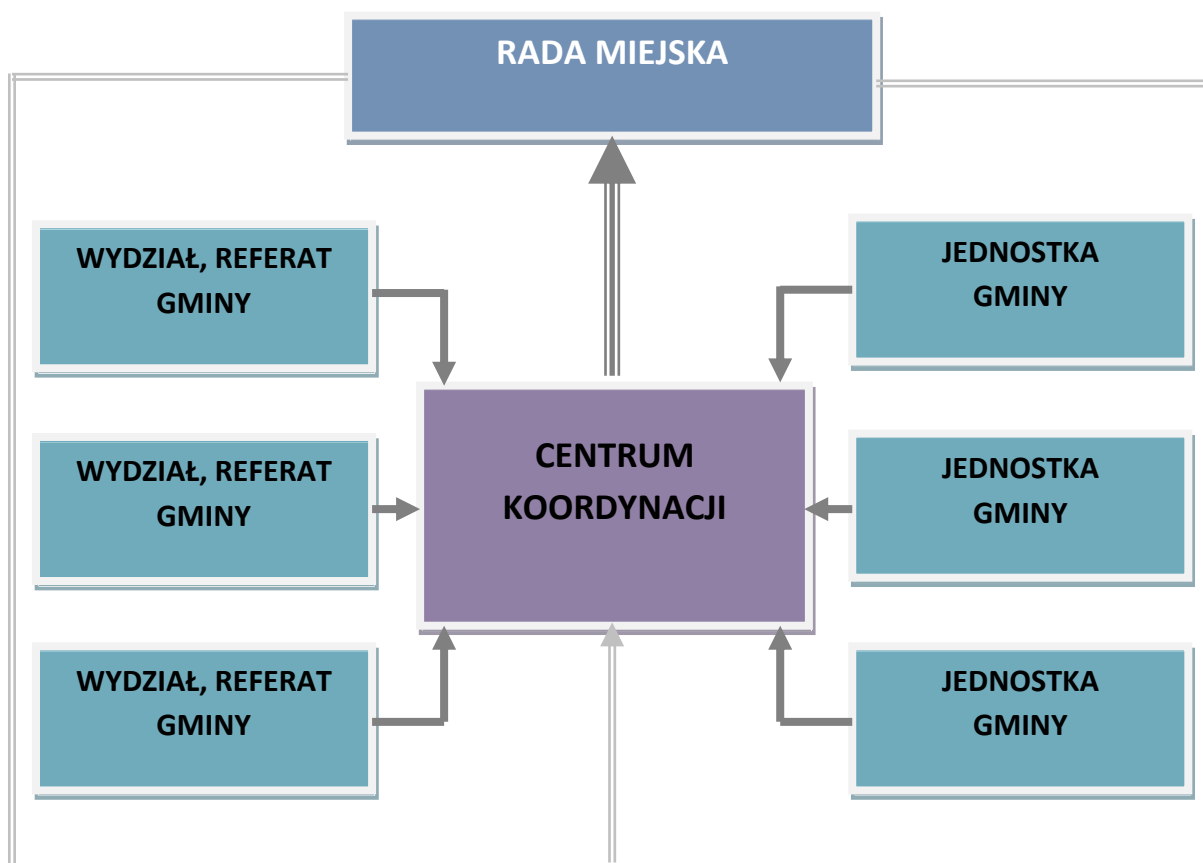 RADA MIEJSKA
WYDZIAŁ, REFERAT
GMINY
JEDNOSTKA
GMINY
WYDZIAŁ, REFERAT
GMINY
CENTRUM
KOORDYNACJI
JEDNOSTKA
GMINY
WYDZIAŁ, REFERAT
GMINY
JEDNOSTKA
GMINY